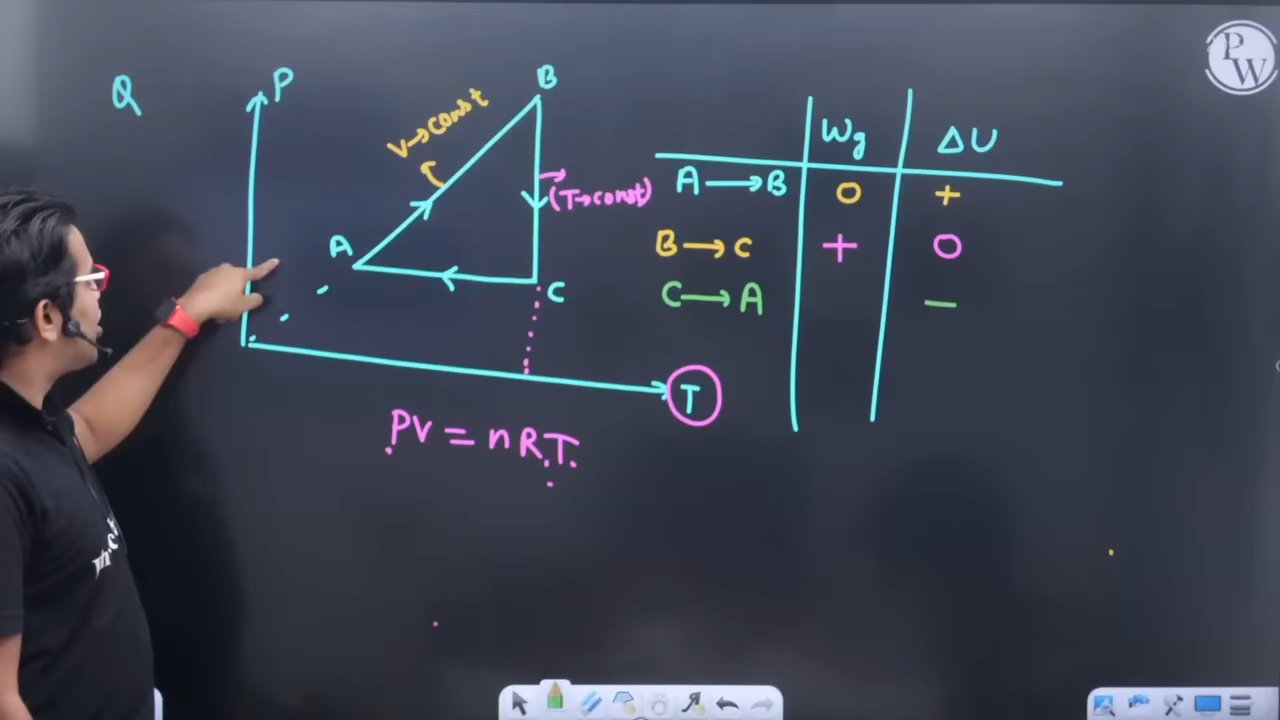 Q
P
B
V→const
(T→const)
A
C
T
PV = nRT
Wg ΔU
A → B 0 +
B → C + 0
C → A −
PW